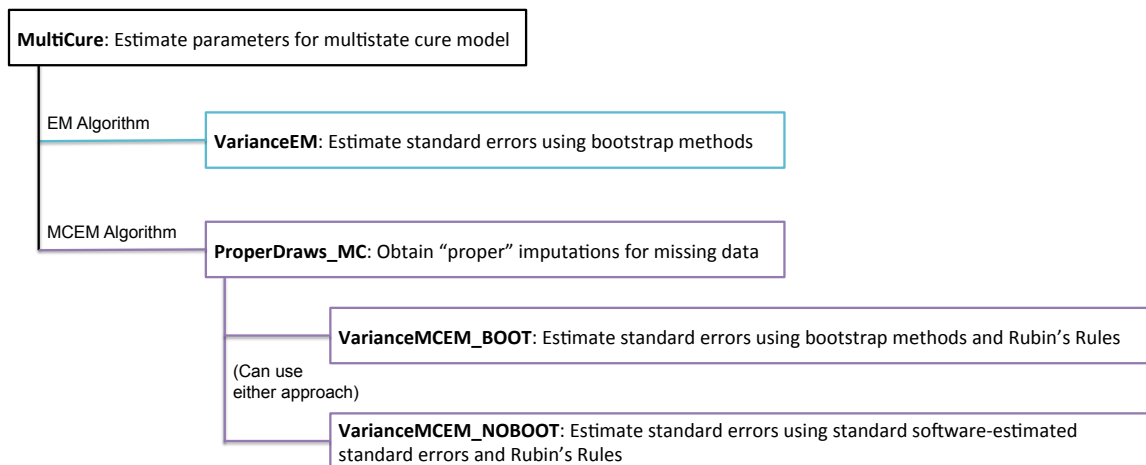 MultiCure: Estimate parameters for multistate cure model
EM Algorithm
VarianceEM: Estimate standard errors using bootstrap methods
MCEM Algorithm
ProperDraws_MC: Obtain “proper” imputations for missing data
VarianceMCEM_BOOT: Estimate standard errors using bootstrap methods and Rubin’s Rules
(Can use
either approach)
VarianceMCEM_NOBOOT: Estimate standard errors using standard software-estimated
standard errors and Rubin’s Rules